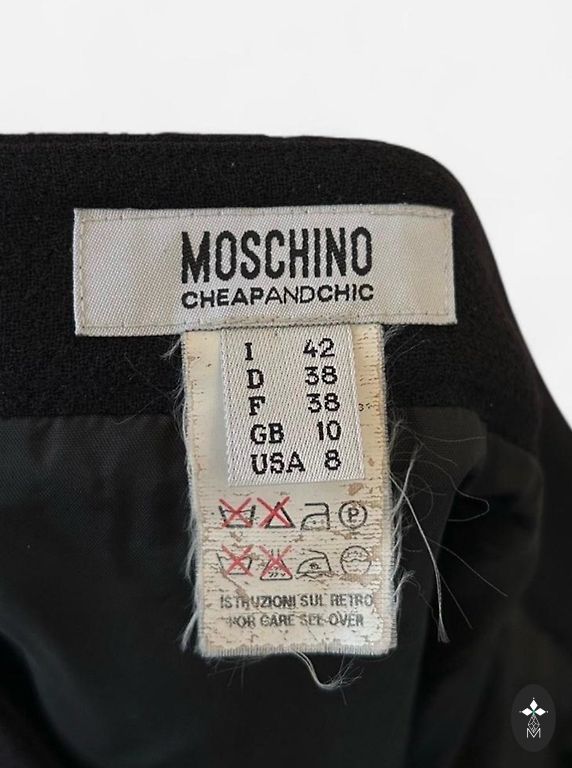 MOSCHINO
CHEAPANDCHIC
I 42
D 38
F 38
GB 10
USA 8
P
ISTRUZIONI SUL RETRO
FOR CARE SEE OVER
M